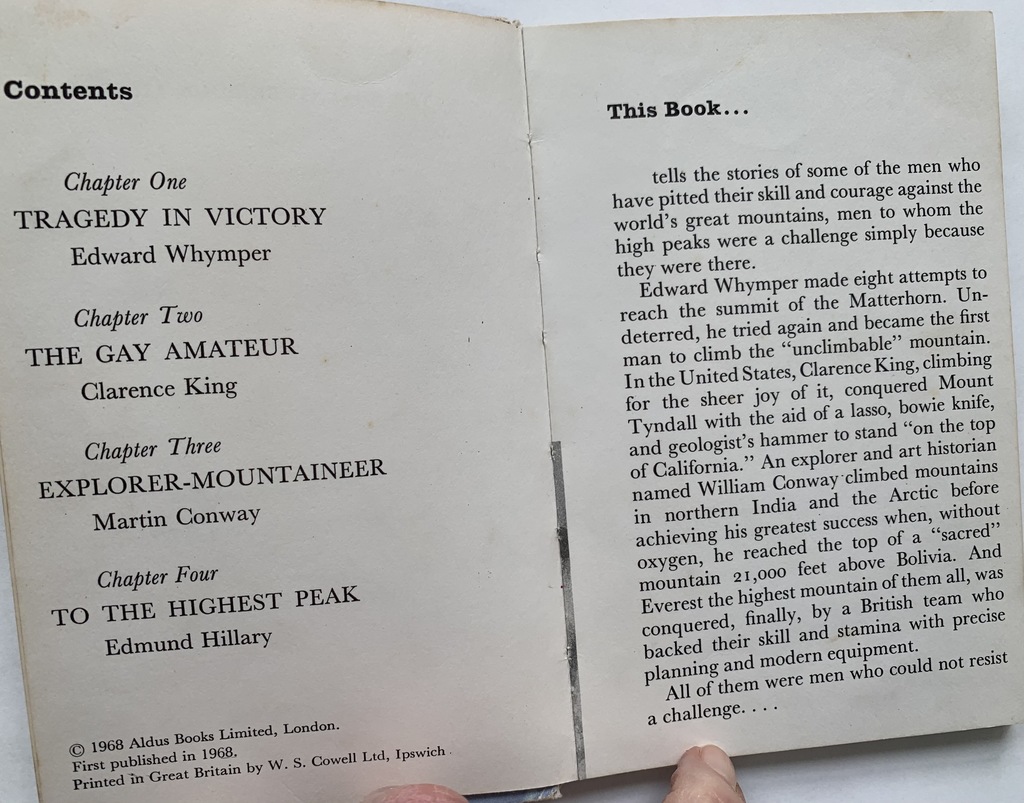 Contents
Chapter One
TRAGEDY IN VICTORY
Edward Whymper
Chapter Two
THE GAY AMATEUR
Clarence King
Chapter Three
EXPLORER-MOUNTAINEER
Martin Conway
Chapter Four
TO THE HIGHEST PEAK
Edmund Hillary
© 1968 Aldus Books Limited, London.
First published in 1968.
Printed in Great Britain by W. S. Cowell Ltd, Ipswich
This Book...
tells the stories of some of the men who
have pitted their skill and courage against the
world's great mountains, men to whom the
high peaks were a challenge simply because
they were there.
Edward Whymper made eight attempts to
reach the summit of the Matterhorn. Un-
deterred, he tried again and became the first
man to climb the "unclimbable" mountain.
In the United States, Clarence King, climbing
for the sheer joy of it, conquered Mount
Tyndall with the aid of a lasso, bowie knife,
and geologist's hammer to stand "on the top
of California." An explorer and art historian
named William Conway climbed mountains
in northern India and the Arctic before
achieving his greatest success when, without
oxygen, he reached the top of a "sacred"
mountain 21,000 feet above Bolivia. And
Everest the highest mountain of them all, was
conquered, finally, by a British team who
backed their skill and stamina with precise
planning and modern equipment.
All of them were men who could not resist
a challenge. . . .